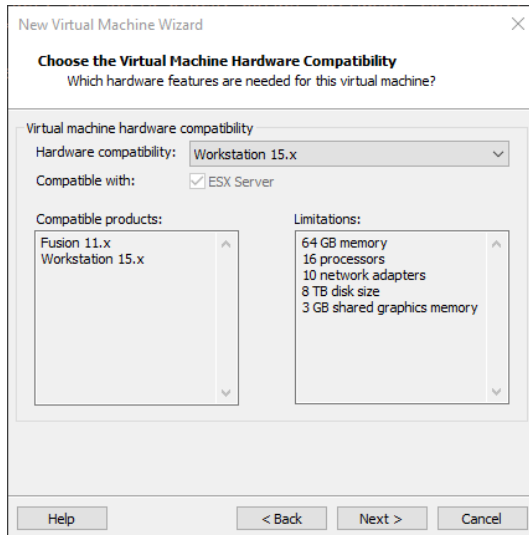 New Virtual Machine Wizard
Choose the Virtual Machine Hardware Compatibility
Which hardware features are needed for this virtual machine?
Virtual machine hardware compatibility
Hardware compatibility: Workstation 15.x
Compatible with: ESX Server
Compatible products:
Fusion 11.x
Workstation 15.x
Limitations:
64 GB memory
16 processors
10 network adapters
8 TB disk size
3 GB shared graphics memory
Help < Back Next > Cancel